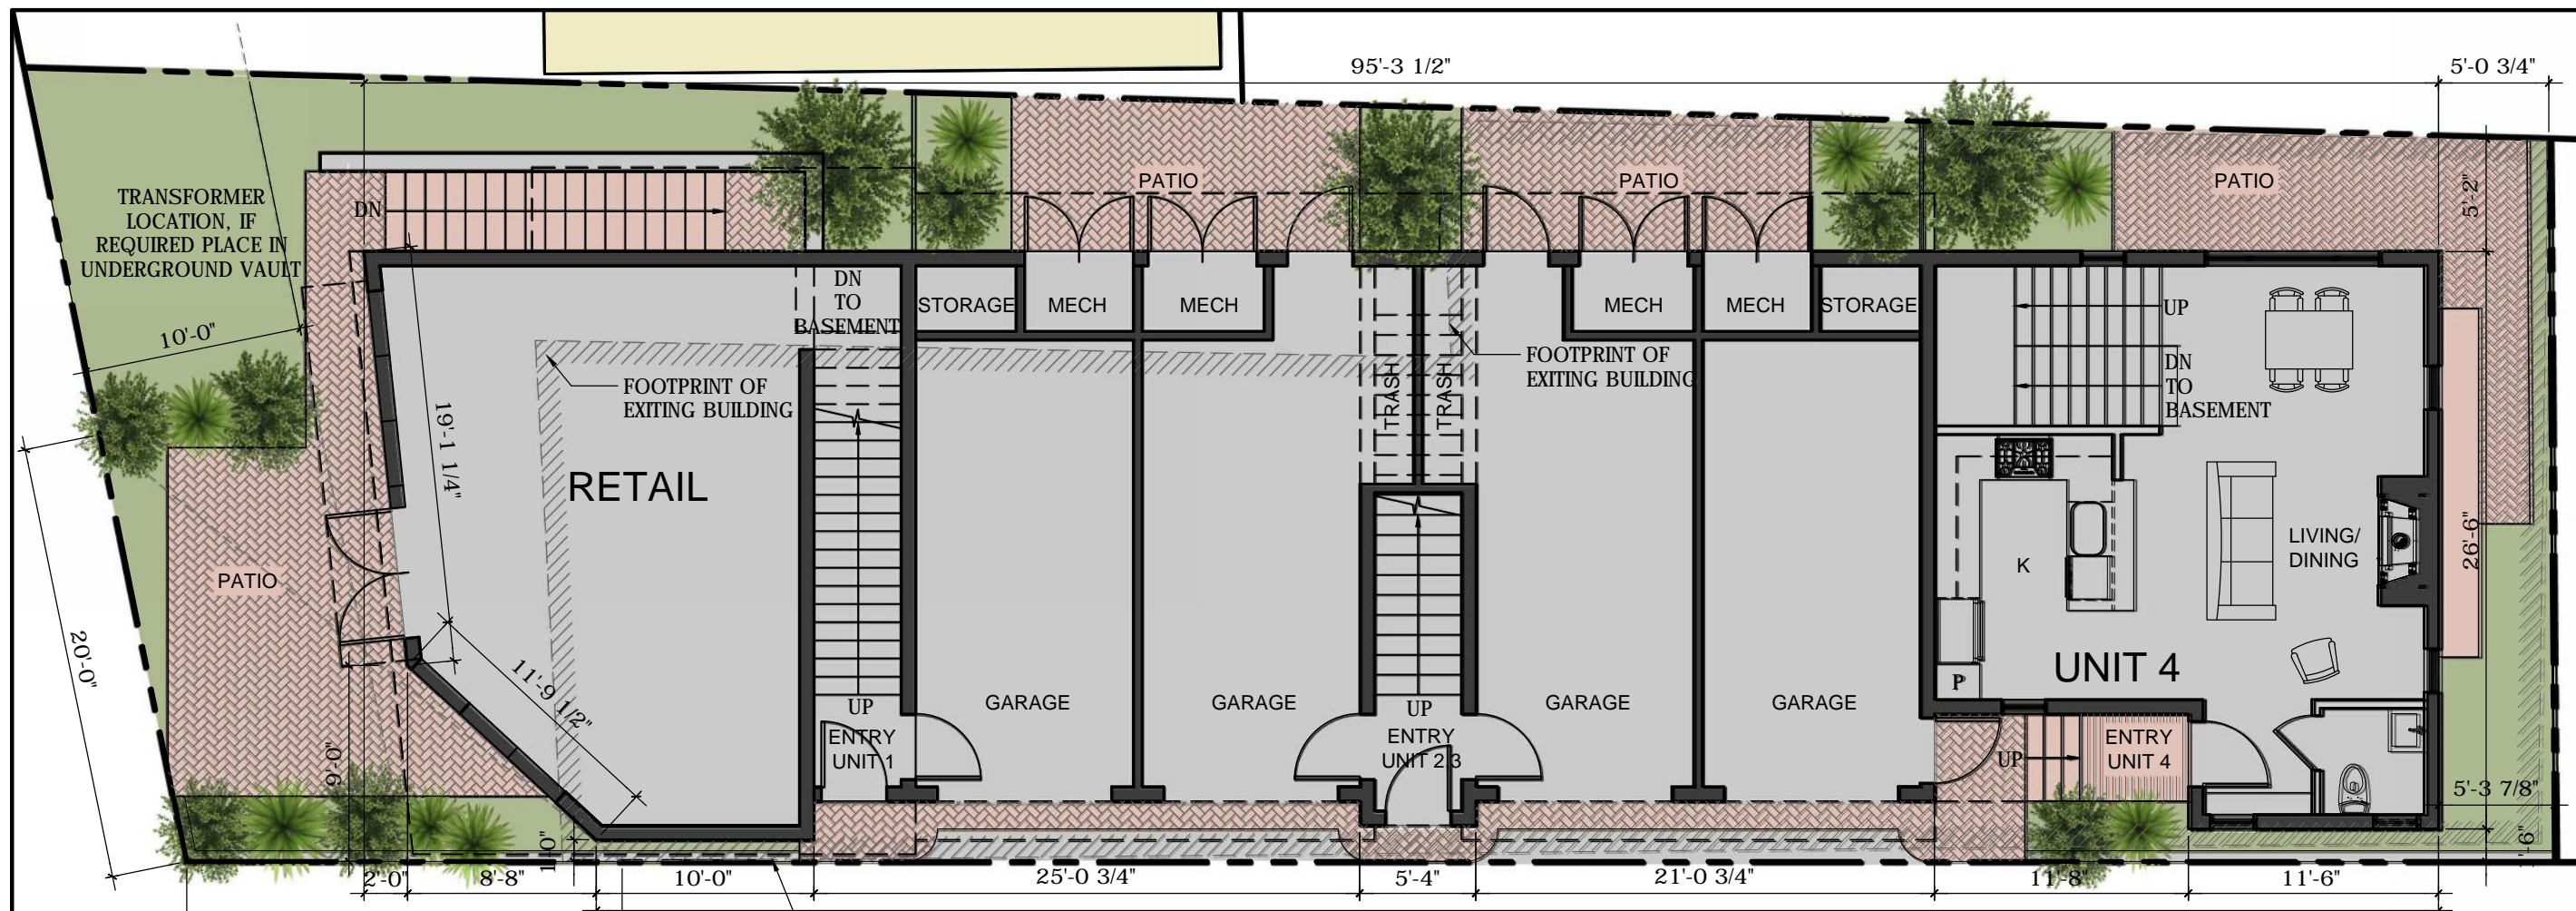 95'-3 1/2"
5'-0 3/4"
TRANSFORMER
LOCATION, IF
REQUIRED PLACE IN
UNDERGROUND VAULT
DN
PATIO
PATIO
PATIO
5'-2"
10'-0"
DN
TO
BASEMENT
STORAGE
MECH
MECH
MECH
MECH
STORAGE
UP
DN
TO
BASEMENT
FOOTPRINT OF
EXITING BUILDING
FOOTPRINT OF
EXITING BUILDING
TRASH
TRASH
19'-1 1/4"
RETAIL
LIVING/
DINING
K
26'-6"
PATIO
20'-0"
11'-9 1/2"
UNIT 4
P
GARAGE
GARAGE
GARAGE
GARAGE
UP
ENTRY
UNIT 1
UP
ENTRY
UNIT 2,3
UP
ENTRY
UNIT 4
9'-0"
1'-0"
5'-3 7/8"
2'-0"
8'-8"
10'-0"
25'-0 3/4"
5'-4"
21'-0 3/4"
11'-8"
11'-6"